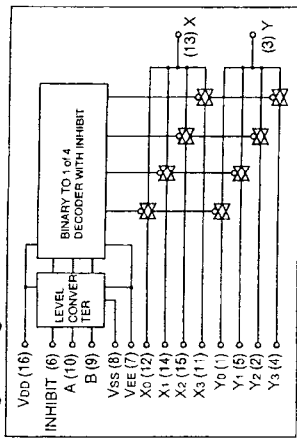 VDD (16)
INHIBIT (6)
A (10)
B (9)
VSS (8)
VEE (7)
X0 (12)
X1 (14)
X2 (15)
X3 (11)
Y0 (1)
Y1 (5)
Y2 (2)
Y3 (4)
LEVEL
CONVER
TER
BINARY TO 1 of 4
DECODER WITH INHIBIT
(13) X
(3) Y